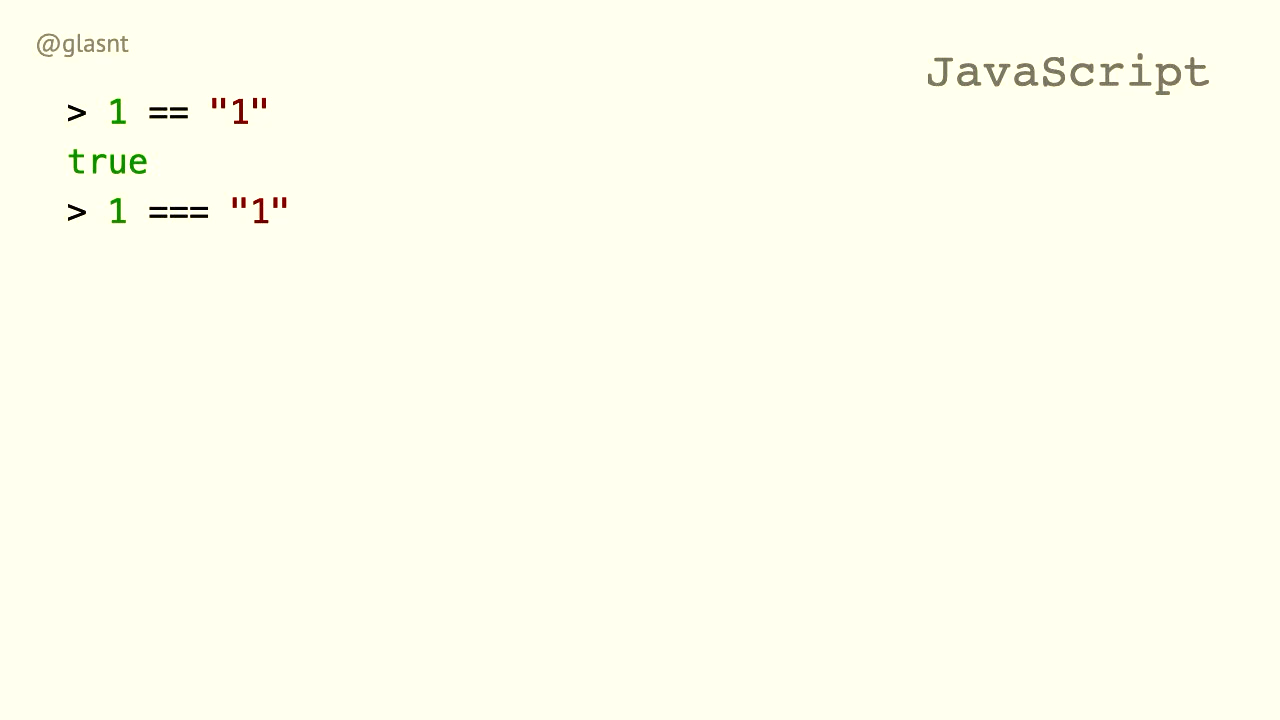 @glasnt
JavaScript
> 1 == "1"
true
> 1 === "1"